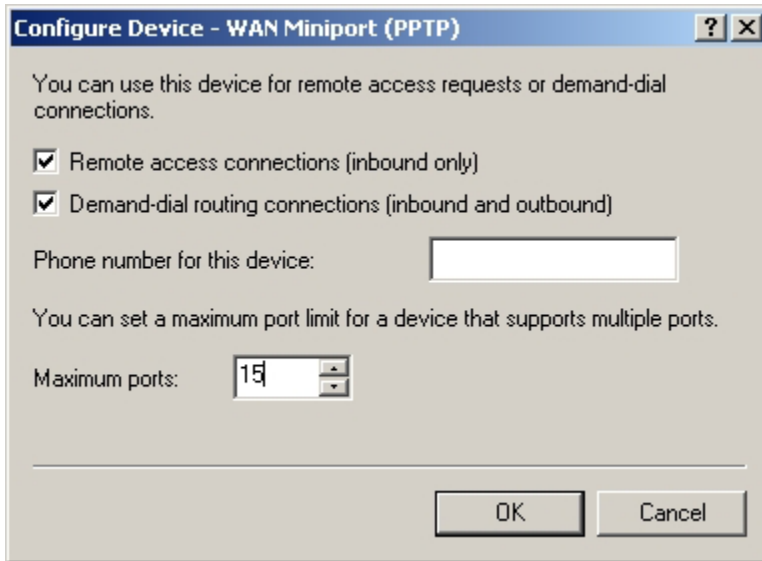 Configure Device - WAN Miniport (PPTP)
You can use this device for remote access requests or demand-dial
connections.
Remote access connections (inbound only)
Demand-dial routing connections (inbound and outbound)
Phone number for this device:
You can set a maximum port limit for a device that supports multiple ports.
Maximum ports: 15
OK Cancel